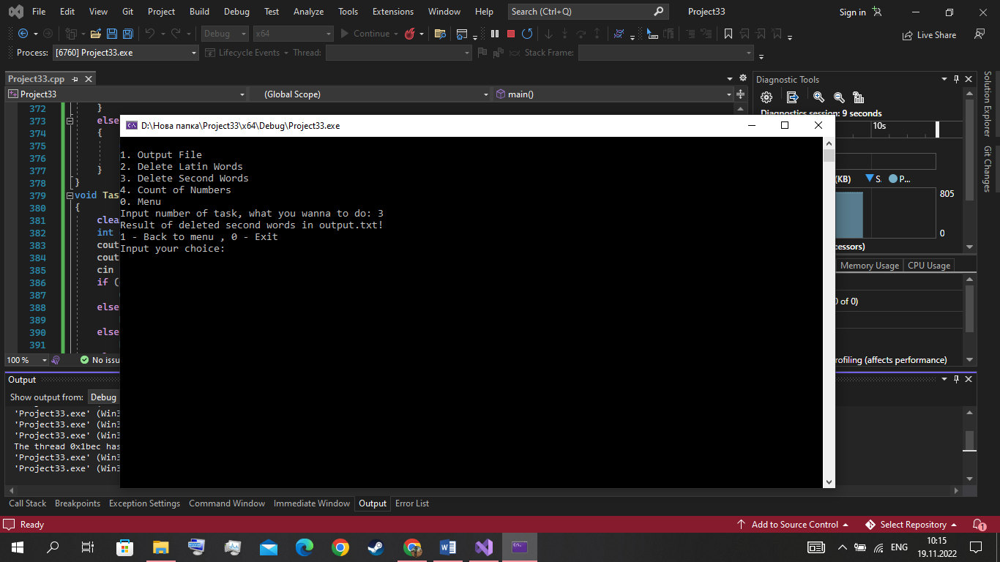 File Edit View Git Project Build Debug Test Analyze Tools Extensions Window Help Search (Ctrl+Q) Project33 Sign in
Debug x64 Continue Live Share
Process: [6760] Project33.exe Lifecycle Events Thread: Stack Frame:
Project33.cpp
Project33 (Global Scope) main()
Diagnostic Tools
Diagnostics session: 9 seconds
10s
(KB) S. P...
805
0
cessors)
Memory Usage CPU Usage
0 of 0)
rofiling (affects performance)
Solution Explorer
Git Changes
372 }
373 else
374 {
375
376
377 }
378 }
379 void Tas
380 {
381 clea
382 int
383 cout
384 cout
385 cin
386 if (
387
388 else
389
390 else
391
D:\Нова папка\Project33\x64\Debug\Project33.exe
1. Output File
2. Delete Latin Words
3. Delete Second Words
4. Count of Numbers
0. Menu
Input number of task, what you wanna to do: 3
Result of deleted second words in output.txt!
1 - Back to menu , 0 - Exit
Input your choice:
100 % No issu
Output
Show output from: Debug
'Project33.exe' (Win3
'Project33.exe' (Win3
'Project33.exe' (Win3
The thread 0x1bec has
'Project33.exe' (Win3
'Project33.exe' (Win3
Call Stack Breakpoints Exception Settings Command Window Immediate Window Output Error List
Ready Add to Source Control Select Repository 1
ENG 10:15
19.11.2022